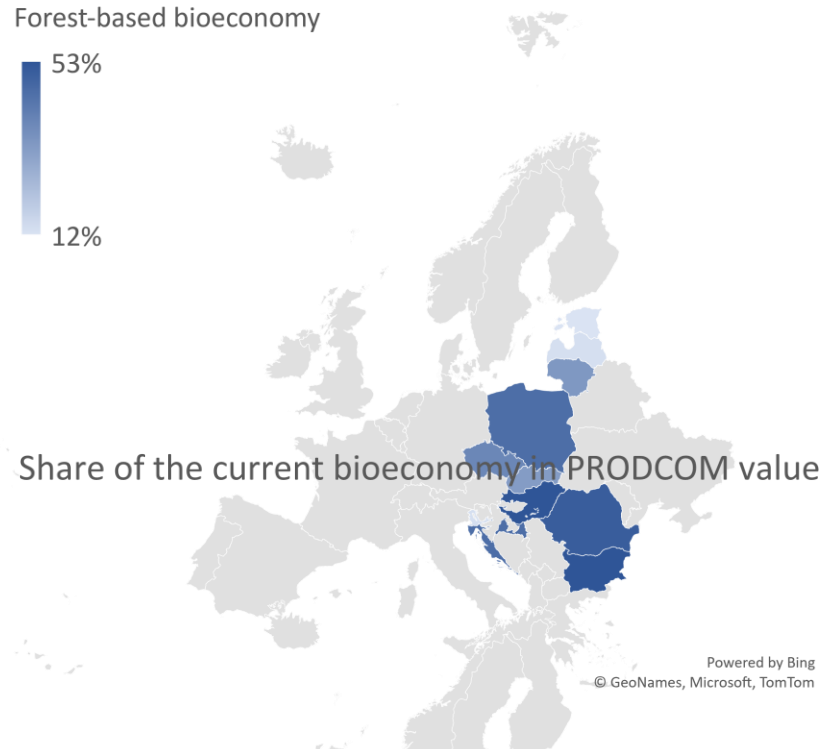 Forest-based bioeconomy
53%
12%
Share of the current bioeconomy in PRODCOM value
Powered by Bing
© GeoNames, Microsoft, TomTom